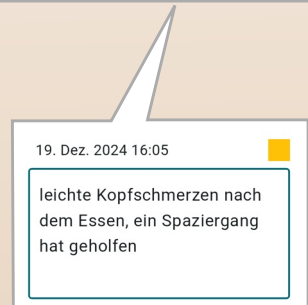 19. Dez. 2024 16:05
leichte Kopfschmerzen nach
dem Essen, ein Spaziergang
hat geholfen